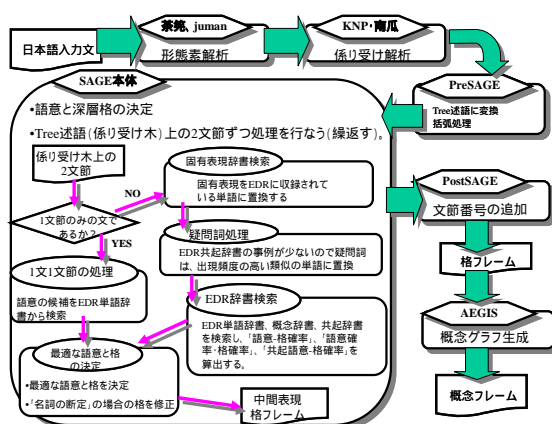 日本語入力文
茶筅、juman
形態素解析
KNP・南瓜
係り受け解析
PreSAGE
Tree述語に変換
括弧処理
SAGE本体
•語意と深層格の決定
•Tree述語(係り受け木)上の2文節ずつ処理を行なう(繰返す)。
係り受け木上の
2文節
1文節のみの文で
あるか?
NO
YES
固有表現辞書検索
固有表現をEDRに収録されて
いる単語に置換する
疑問詞処理
EDR共起辞書の事例が少ないので疑問詞
は、出現頻度の高い類似の単語に置換
1文1文節の処理
語意の候補をEDR単語辞
書から検索
EDR辞書検索
EDR単語辞書、概念辞書、共起辞書
を検索し、「語意-格確率」、「語意確
率・格確率」、「共起語意-格確率」を
算出する。
最適な語意と格
の決定
•最適な語意と格を決定
•「名詞の断定」の場合の格を修正
中間表現
格フレーム
PostSAGE
文節番号の追加
格フレーム
AEGIS
概念グラフ生成
概念フレーム